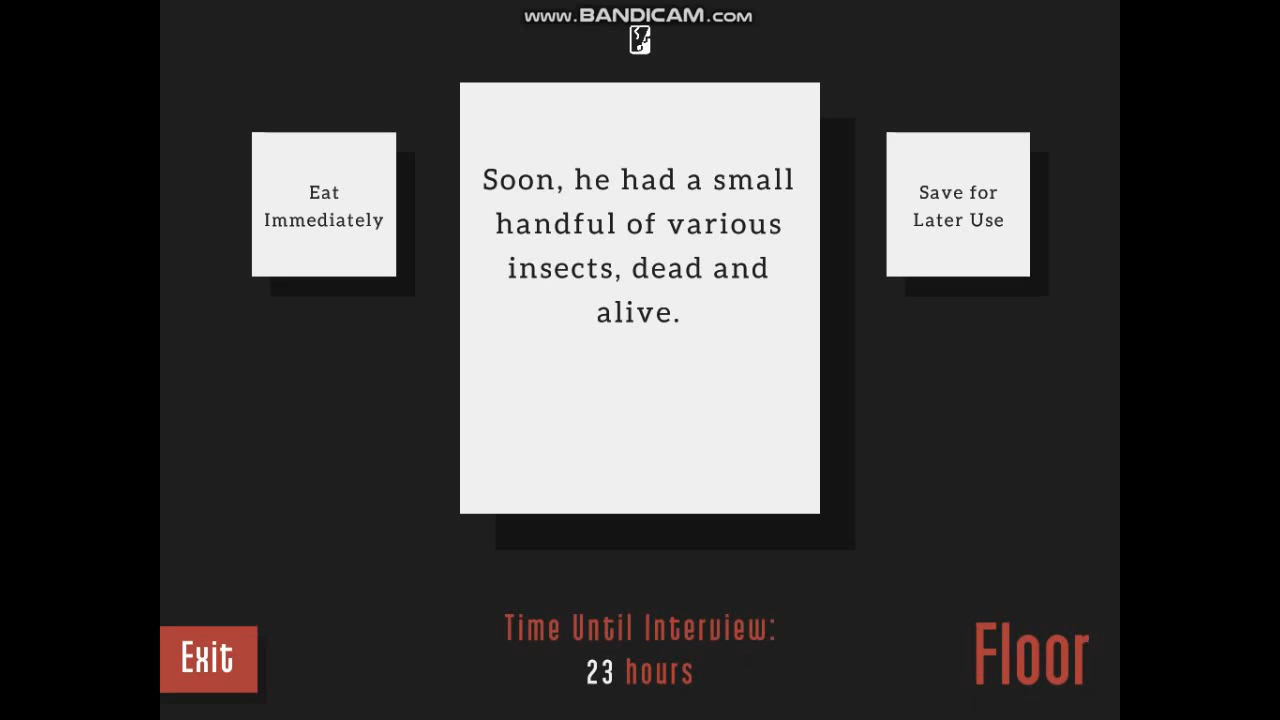 www.BANDICAM.com
Eat
Immediately
Soon, he had a small
handful of various
insects, dead and
alive.
Save for
Later Use
Exit
Time Until Interview:
23 hours
Floor